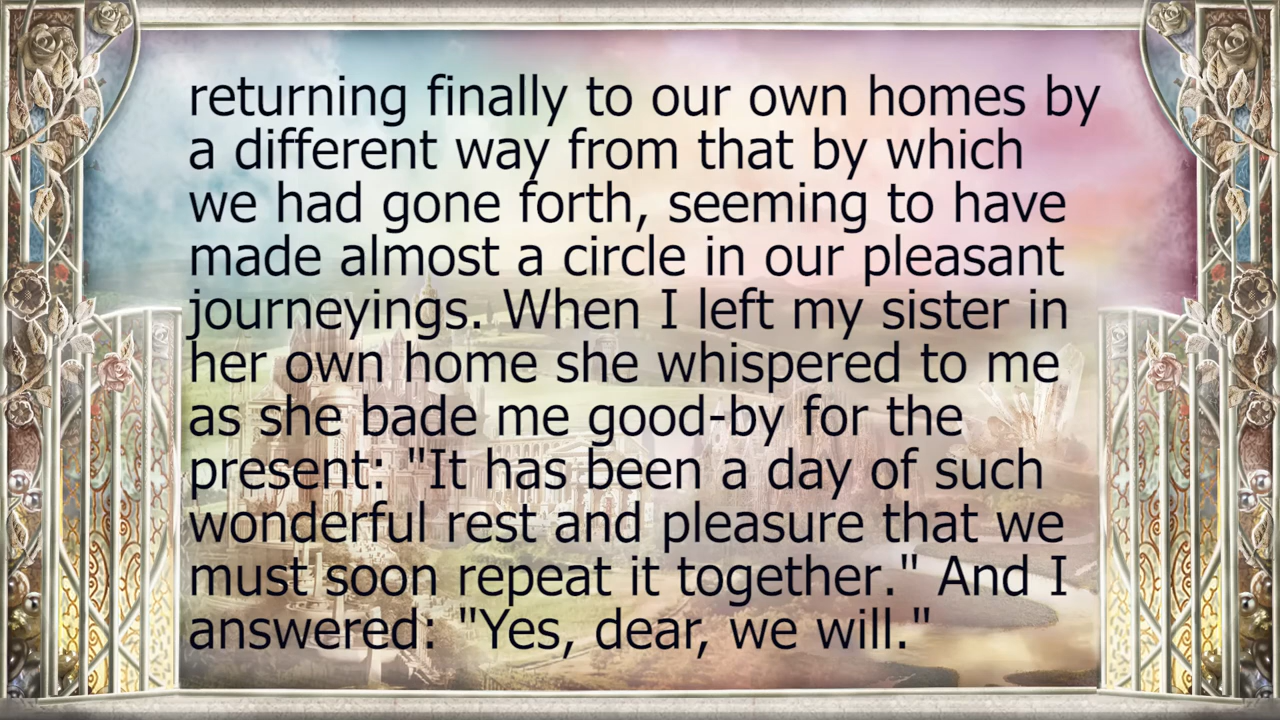 returning finally to our own homes by
a different way from that by which
we had gone forth, seeming to have
made almost a circle in our pleasant
journeyings. When I left my sister in
her own home she whispered to me
as she bade me good-by for the
present: "It has been a day of such
wonderful rest and pleasure that we
must soon repeat it together." And I
answered: "Yes, dear, we will."